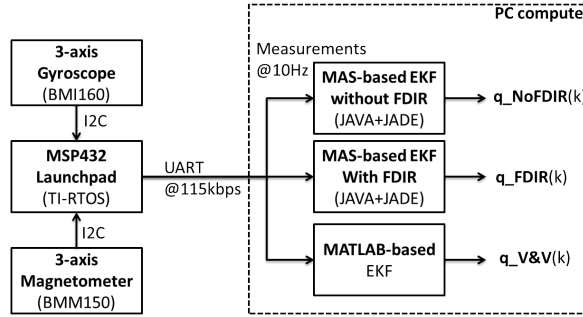 PC compute
3-axis
Gyroscope
(BMI160)
I2C
MSP432
Launchpad
(TI-RTOS)
I2C
3-axis
Magnetometer
(BMM150)
UART
@115kbps
Measurements
@10Hz
MAS-based EKF
without FDIR
(JAVA+JADE)
q_NoFDIR(k)
MAS-based EKF
With FDIR
(JAVA+JADE)
q_FDIR(k)
MATLAB-based
EKF
q_V&V(k)